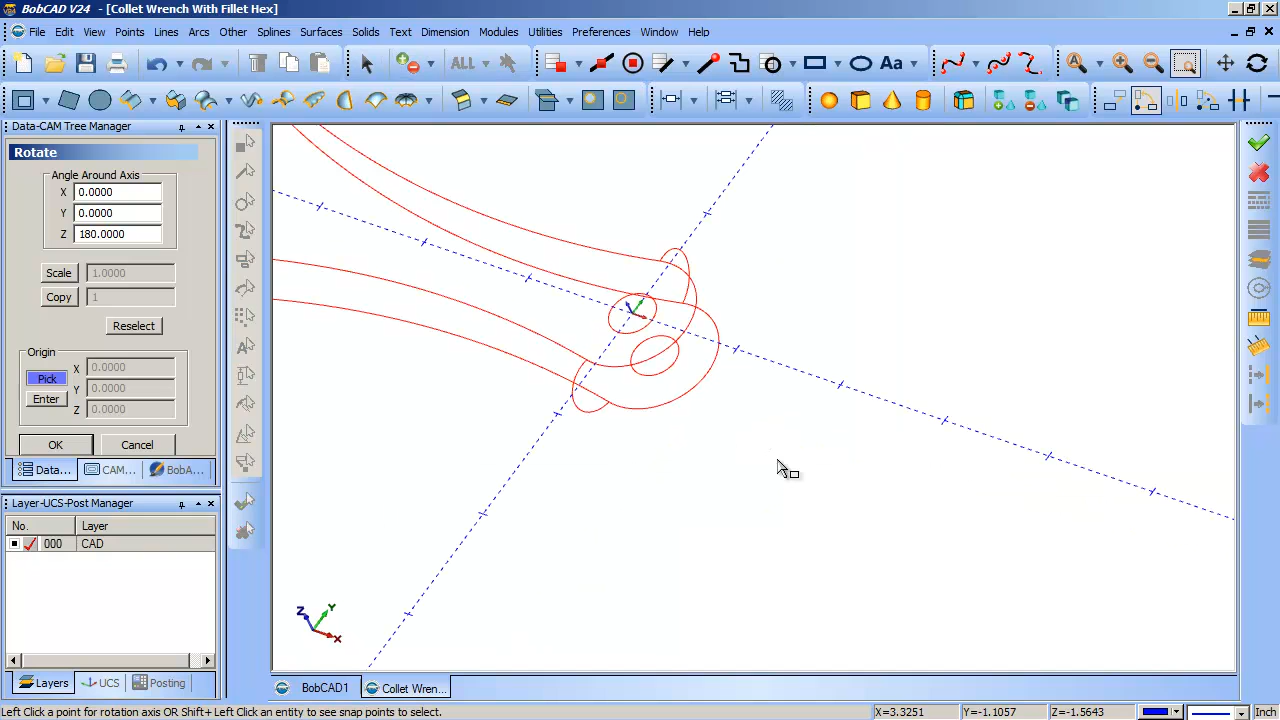 BobCAD V24 - [Collet Wrench With Fillet Hex]
File Edit View Points Lines Arcs Other Splines Surfaces Solids Text Dimension Modules Utilities Preferences Window Help
ALL
Aa
Data-CAM Tree Manager
Rotate
Angle Around Axis
X 0.0000
Y 0.0000
Z 180.0000
Scale 1.0000
Copy 1
Reselect
Origin
Pick X 0.0000
Y 0.0000
Enter Z 0.0000
OK Cancel
Data... CAM... BobA...
Layer-UCS-Post Manager
No. Layer
000 CAD
Z Y X
Layers UCS Posting
BobCAD1 Collet Wren...
Left Click a point for rotation axis OR Shift+ Left Click an entity to see snap points to select. X=3.3251 Y=-1.1057 Z=-1.5643 Inch